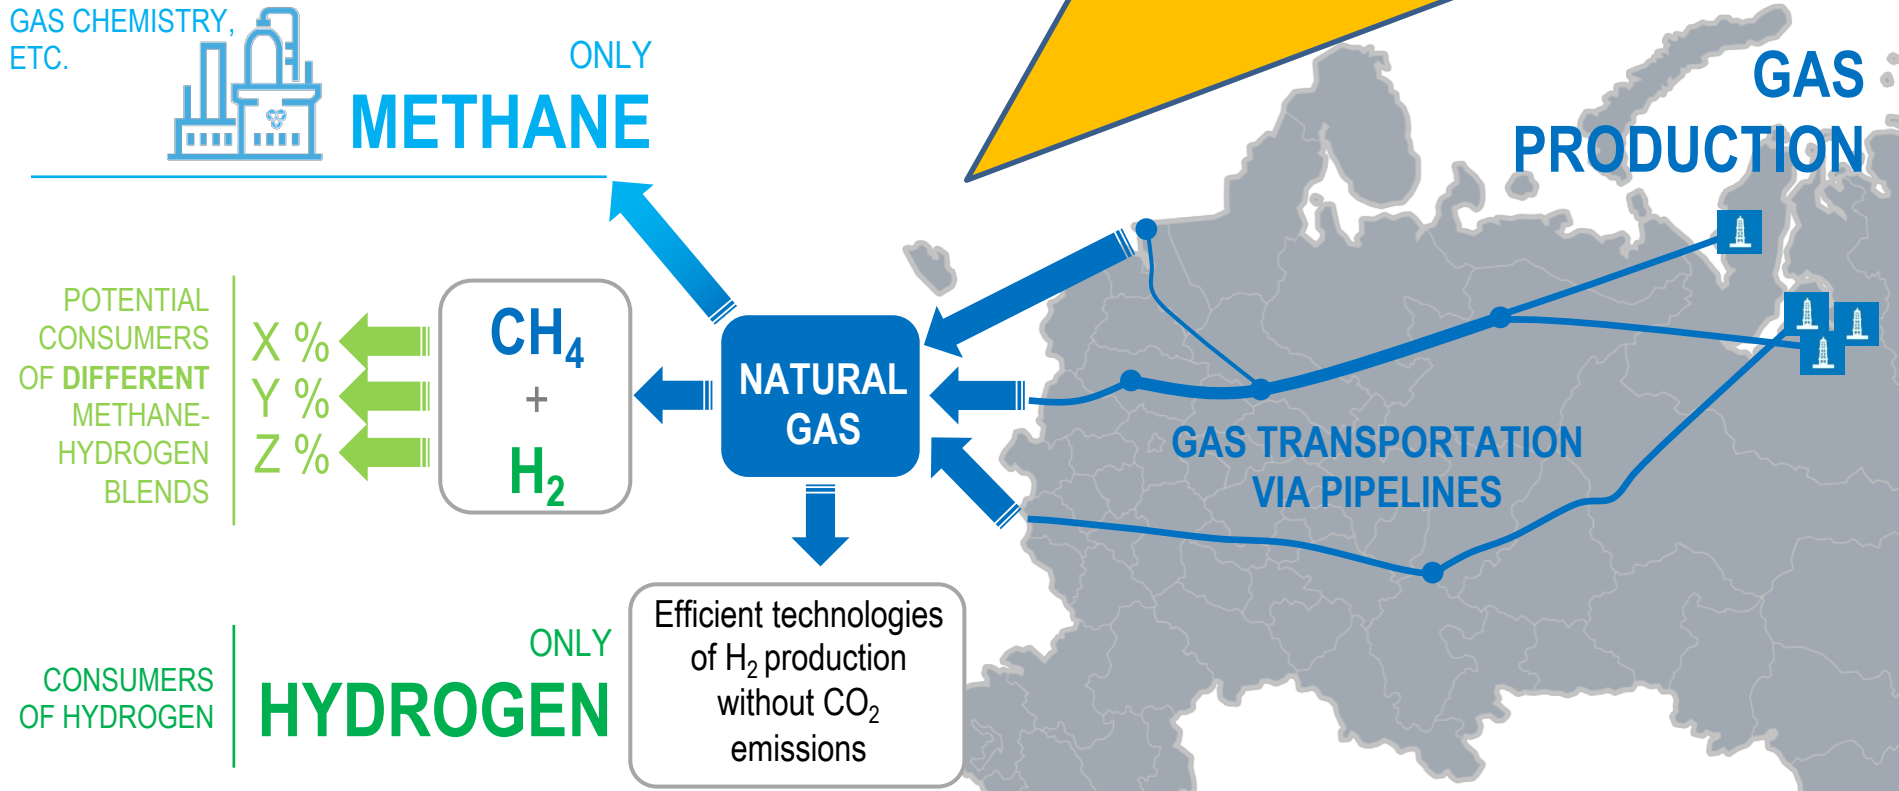 GAS CHEMISTRY,
ETC.
ONLY
METHANE
GAS
PRODUCTION
POTENTIAL
CONSUMERS
OF DIFFERENT
METHANE-
HYDROGEN
BLENDS
X %
Y %
Z %
CH₄
+
H₂
NATURAL
GAS
GAS TRANSPORTATION
VIA PIPELINES
CONSUMERS
OF HYDROGEN
ONLY
HYDROGEN
Efficient technologies
of H₂ production
without CO₂
emissions